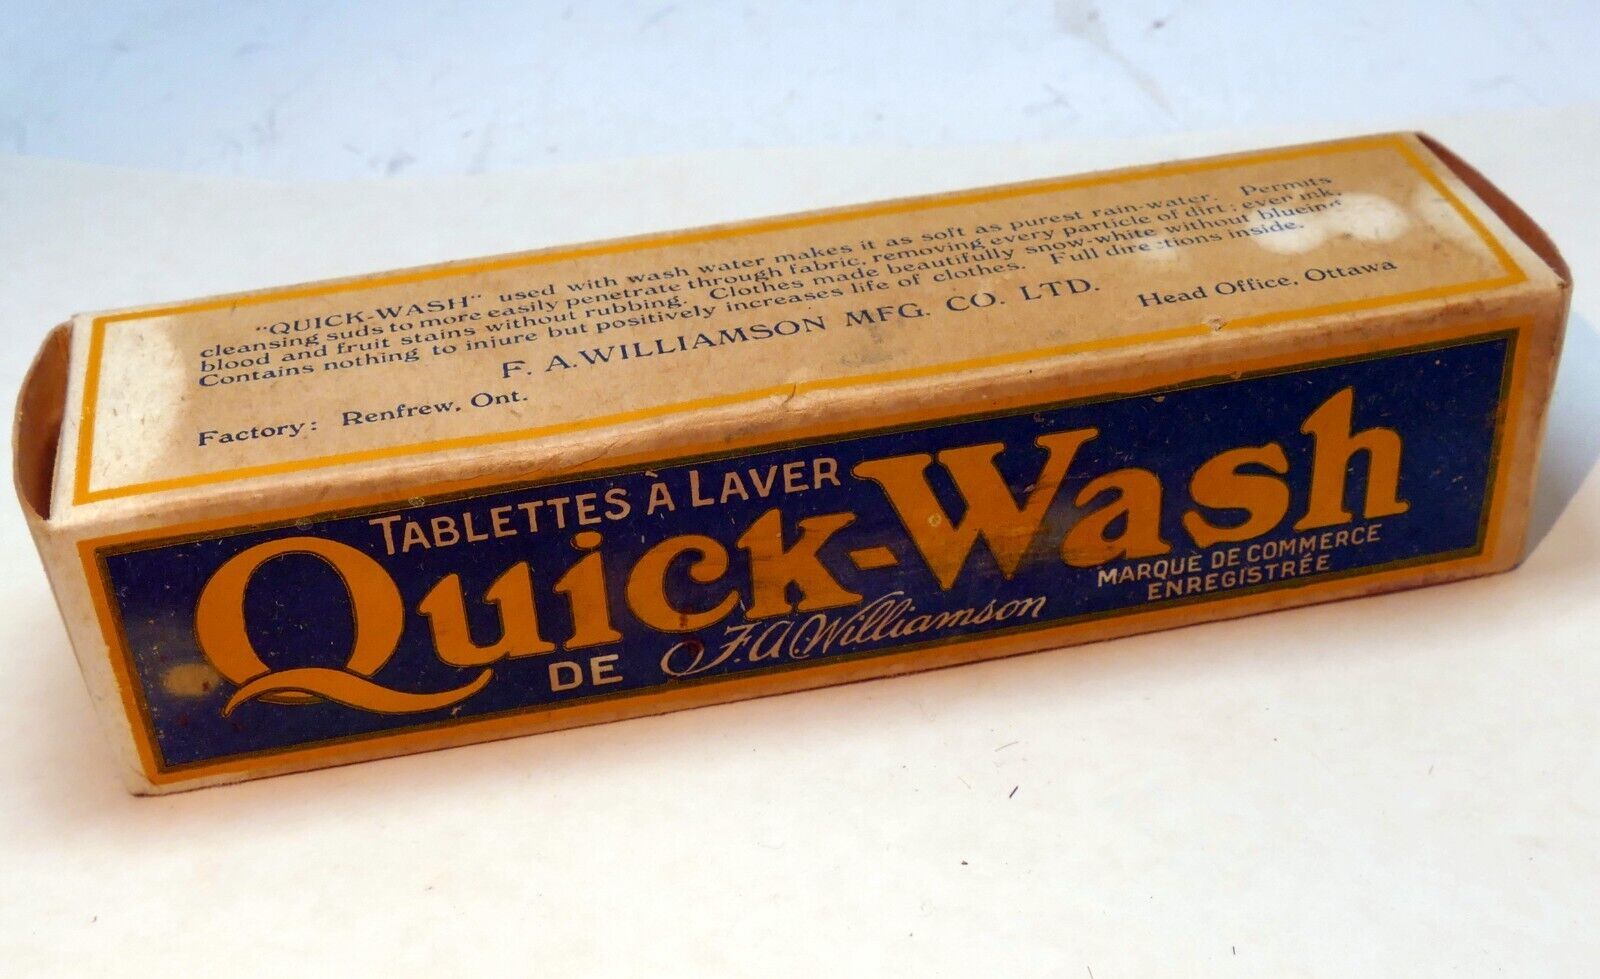 "QUICK-WASH" used with wash water makes it as soft as purest rain-water. Permits
cleansing suds to more easily penetrate through fabric, removing every particle of dirt; even ink,
blood and fruit stains without rubbing. Clothes made beautifully snow-white without blueing
Contains nothing to injure but positively increases life of clothes. Full directions inside.
F. A. WILLIAMSON MFG. CO. LTD.
Factory: Renfrew, Ont. Head Office, Ottawa
TABLETTES À LAVER
Quick-Wash
DE F.A. Williamson
MARQUE DE COMMERCE
ENREGISTRÉE